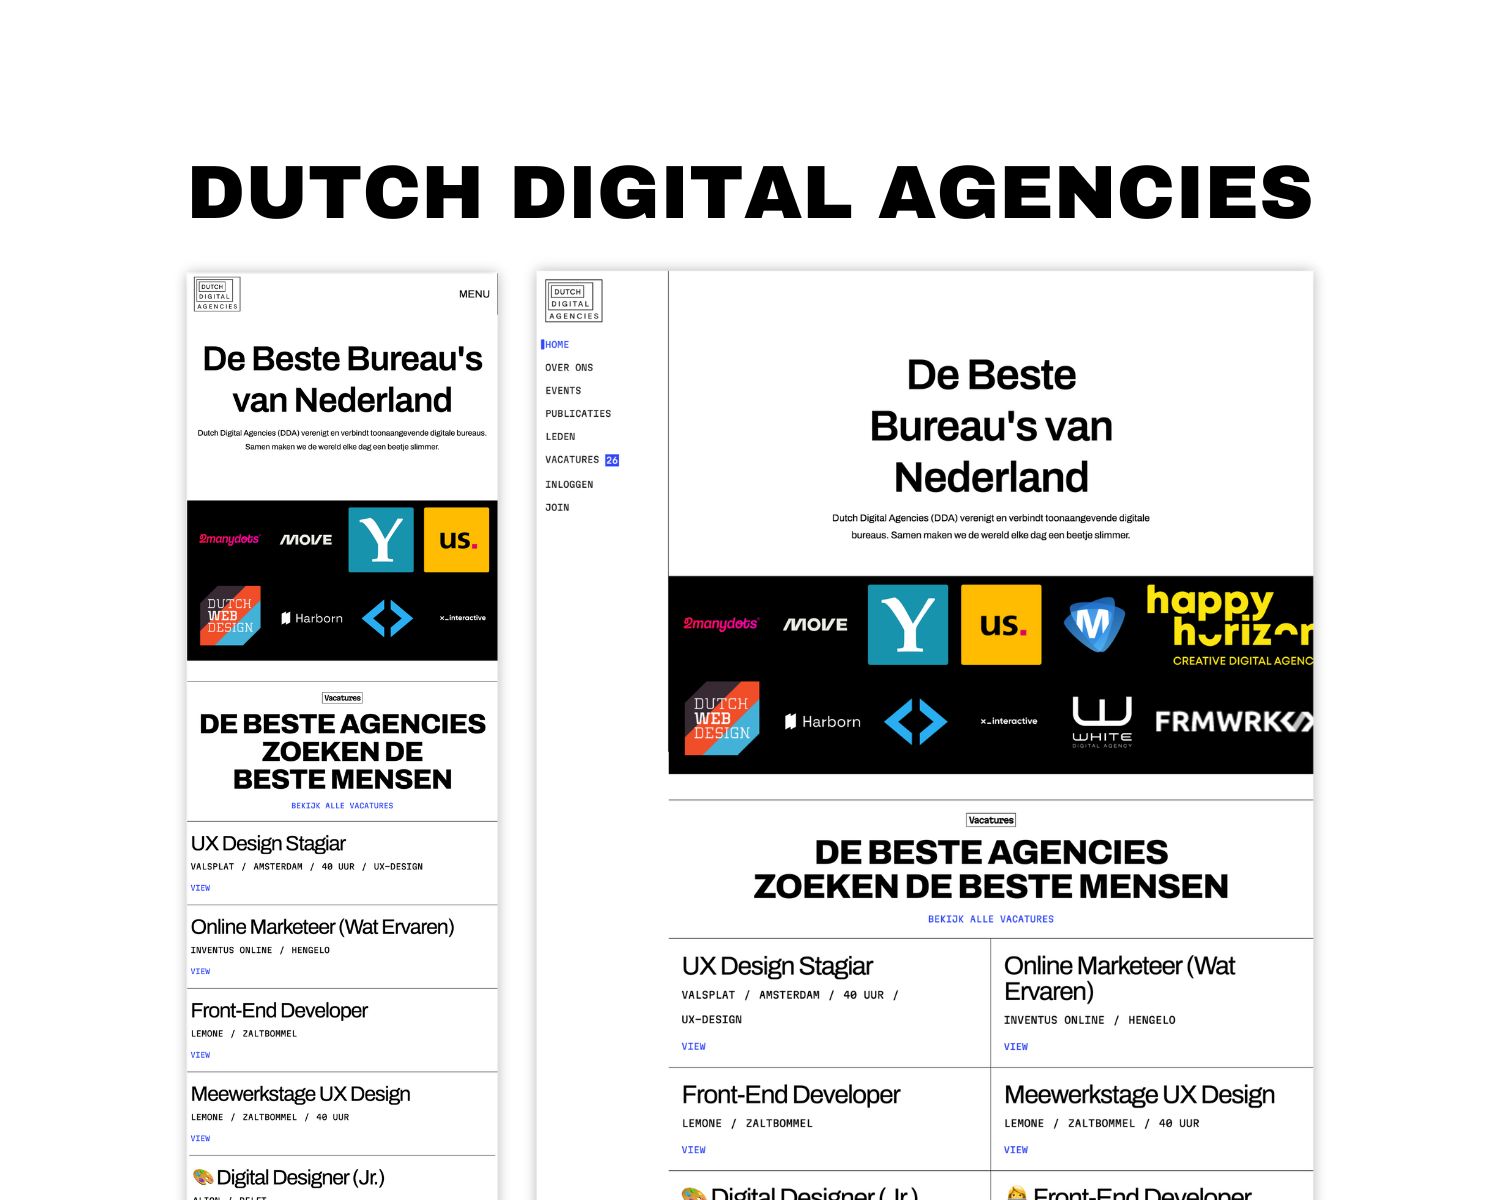 DUTCH DIGITAL AGENCIES
DUTCH
DIGITAL
AGENCIES
MENU
De Beste Bureau's
van Nederland
Dutch Digital Agencies (DDA) verenigt en verbindt toonaangevende digitale bureaus.
Samen maken we de wereld elke dag een beetje slimmer.
2manydots
MOVE
Y
us.
DUTCH
WEB
DESIGN
Harborn
x_interactive
Vacatures
DE BESTE AGENCIES
ZOEKEN DE
BESTE MENSEN
BEKIJK ALLE VACATURES
UX Design Stagiar
VALSPLAT / AMSTERDAM / 40 UUR / UX-DESIGN
VIEW
Online Marketeer (Wat Ervaren)
INVENTUS ONLINE / HENGELO
VIEW
Front-End Developer
LEMONE / ZALTBOMMEL
VIEW
Meewerkstage UX Design
LEMONE / ZALTBOMMEL / 40 UUR
VIEW
🎨 Digital Designer (Jr.)
DUTCH
DIGITAL
AGENCIES
HOME
OVER ONS
EVENTS
PUBLICATIES
LEDEN
VACATURES 26
INLOGGEN
JOIN
De Beste
Bureau's van
Nederland
Dutch Digital Agencies (DDA) verenigt en verbindt toonaangevende digitale
bureaus. Samen maken we de wereld elke dag een beetje slimmer.
2manydots
MOVE
Y
us.
M
happy
horizon
CREATIVE DIGITAL AGENC
DUTCH
WEB
DESIGN
Harborn
x_interactive
WHITE
DIGITAL AGENCY
FRMWRK
Vacatures
DE BESTE AGENCIES
ZOEKEN DE BESTE MENSEN
BEKIJK ALLE VACATURES
UX Design Stagiar
VALSPLAT / AMSTERDAM / 40 UUR /
UX-DESIGN
VIEW
Online Marketeer (Wat
Ervaren)
INVENTUS ONLINE / HENGELO
VIEW
Front-End Developer
LEMONE / ZALTBOMMEL
VIEW
Meewerkstage UX Design
LEMONE / ZALTBOMMEL / 40 UUR
VIEW
Digital Designer (Jr.)
Front-End Developer